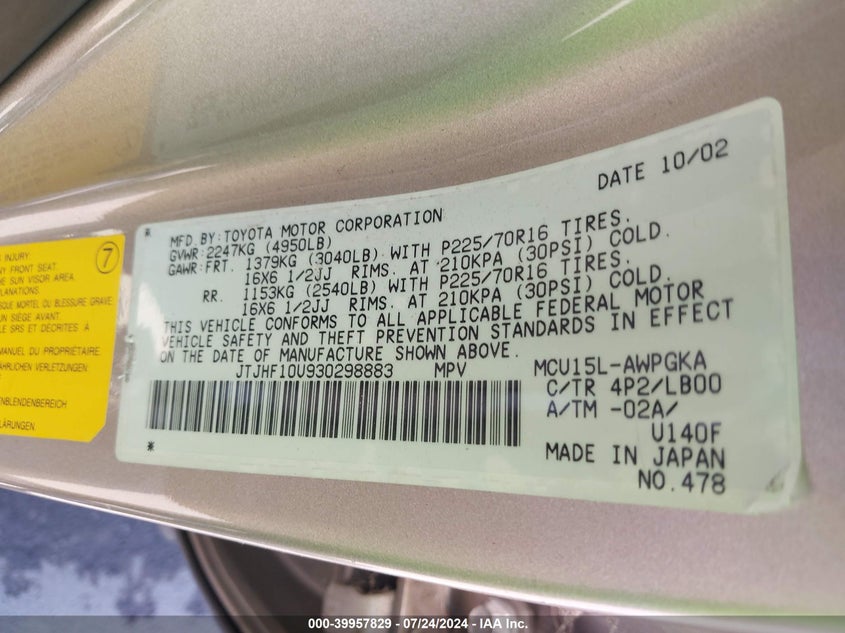 DATE 10/02
* MFD.BY:TOYOTA MOTOR CORPORATION
GVWR:2247KG (4950LB)
GAWR:FRT. 1379KG (3040LB) WITH P225/70R16 TIRES.
16X6 1/2JJ RIMS. AT 210KPA (30PSI) COLD.
RR. 1153KG (2540LB) WITH P225/70R16 TIRES.
16X6 1/2JJ RIMS. AT 210KPA (30PSI) COLD.
THIS VEHICLE CONFORMS TO ALL APPLICABLE FEDERAL MOTOR
VEHICLE SAFETY AND THEFT PREVENTION STANDARDS IN EFFECT
ON THE DATE OF MANUFACTURE SHOWN ABOVE.
JTJHF10U930298883 MPV MCU15L-AWPGKA
C/TR 4P2/LB00
A/TM -02A/
U140F
* MADE IN JAPAN
NO.478
7
INJURY:
FRONT SEAT.
SUN VISOR AREA.
MORTEL OU BLESSURE GRAVE
SIÈGE AVANT.
SRS ET DÉCRITES À
MANUEL DU PROPRIÉTAIRE.
VERLETZUNGEN:
000-39957829 - 07/24/2024 - IAA Inc.